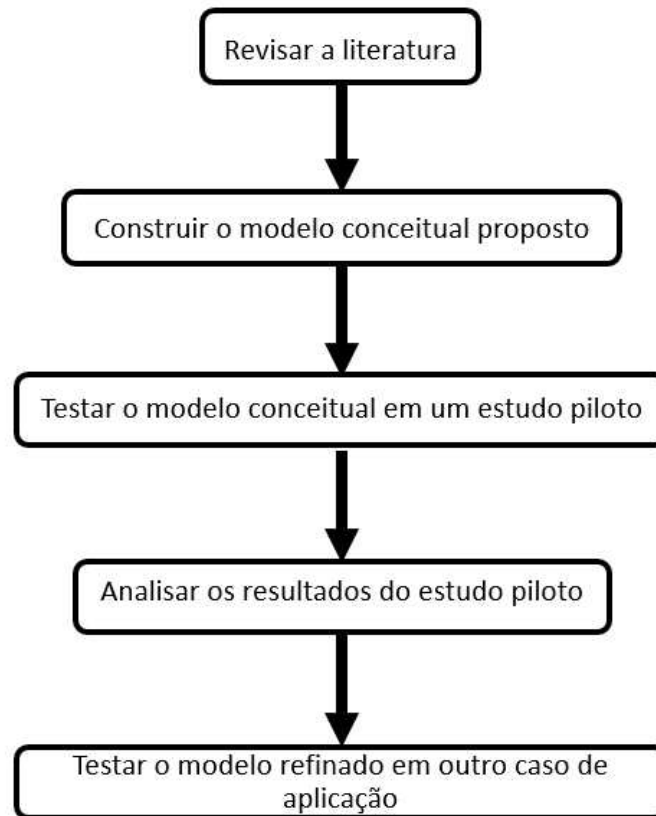 Revisar a literatura
Construir o modelo conceitual proposto
Testar o modelo conceitual em um estudo piloto
Analisar os resultados do estudo piloto
Testar o modelo refinado em outro caso de
aplicação